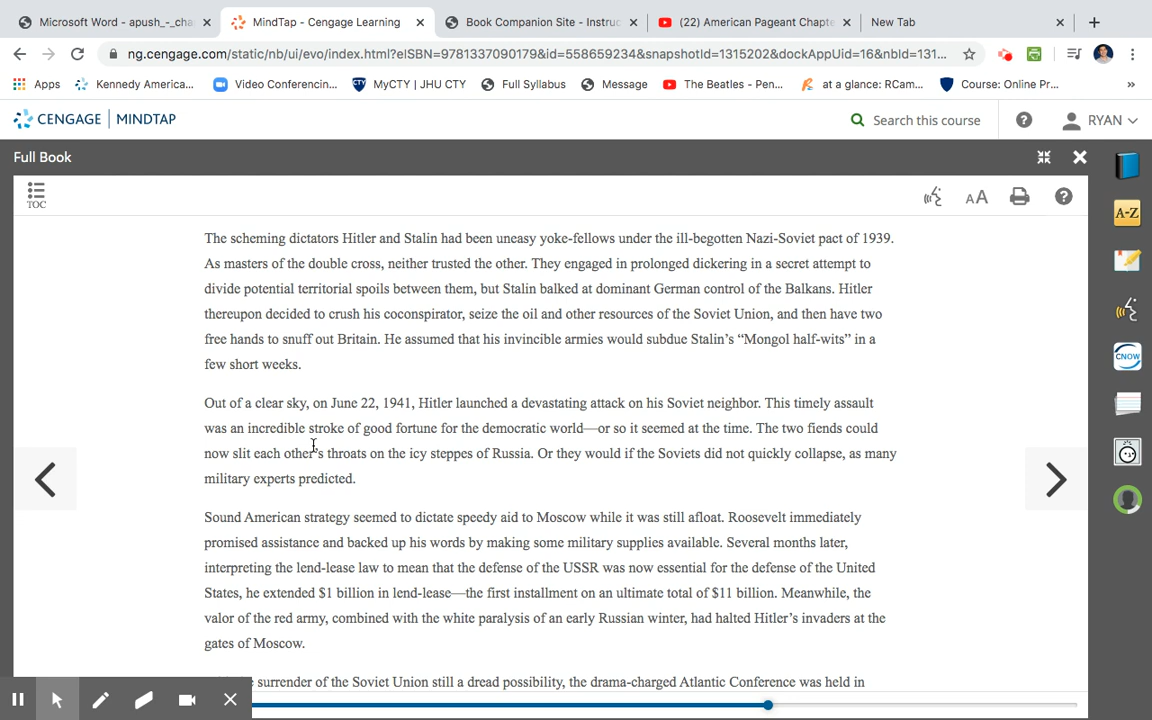 Microsoft Word - apush_-_cha
MindTap - Cengage Learning
Book Companion Site - Instruc
(22) American Pageant Chapte
New Tab
ng.cengage.com/static/nb/ui/evo/index.html?eISBN=9781337090179&id=558659234&snapshotId=1315202&dockAppUid=16&nbId=131...
Apps
Kennedy America...
Video Conferencin...
MyCTY | JHU CTY
Full Syllabus
Message
The Beatles - Pen...
at a glance: RCam...
Course: Online Pr...
»
CENGAGE | MINDTAP
Search this course
RYAN
Full Book
TOC
AA
A-Z
CNOW
The scheming dictators Hitler and Stalin had been uneasy yoke-fellows under the ill-begotten Nazi-Soviet pact of 1939.
As masters of the double cross, neither trusted the other. They engaged in prolonged dickering in a secret attempt to
divide potential territorial spoils between them, but Stalin balked at dominant German control of the Balkans. Hitler
thereupon decided to crush his coconspirator, seize the oil and other resources of the Soviet Union, and then have two
free hands to snuff out Britain. He assumed that his invincible armies would subdue Stalin's “Mongol half-wits” in a
few short weeks.
Out of a clear sky, on June 22, 1941, Hitler launched a devastating attack on his Soviet neighbor. This timely assault
was an incredible stroke of good fortune for the democratic world—or so it seemed at the time. The two fiends could
now slit each other's throats on the icy steppes of Russia. Or they would if the Soviets did not quickly collapse, as many
military experts predicted.
Sound American strategy seemed to dictate speedy aid to Moscow while it was still afloat. Roosevelt immediately
promised assistance and backed up his words by making some military supplies available. Several months later,
interpreting the lend-lease law to mean that the defense of the USSR was now essential for the defense of the United
States, he extended $1 billion in lend-lease—the first installment on an ultimate total of $11 billion. Meanwhile, the
valor of the red army, combined with the white paralysis of an early Russian winter, had halted Hitler's invaders at the
gates of Moscow.
surrender of the Soviet Union still a dread possibility, the drama-charged Atlantic Conference was held in